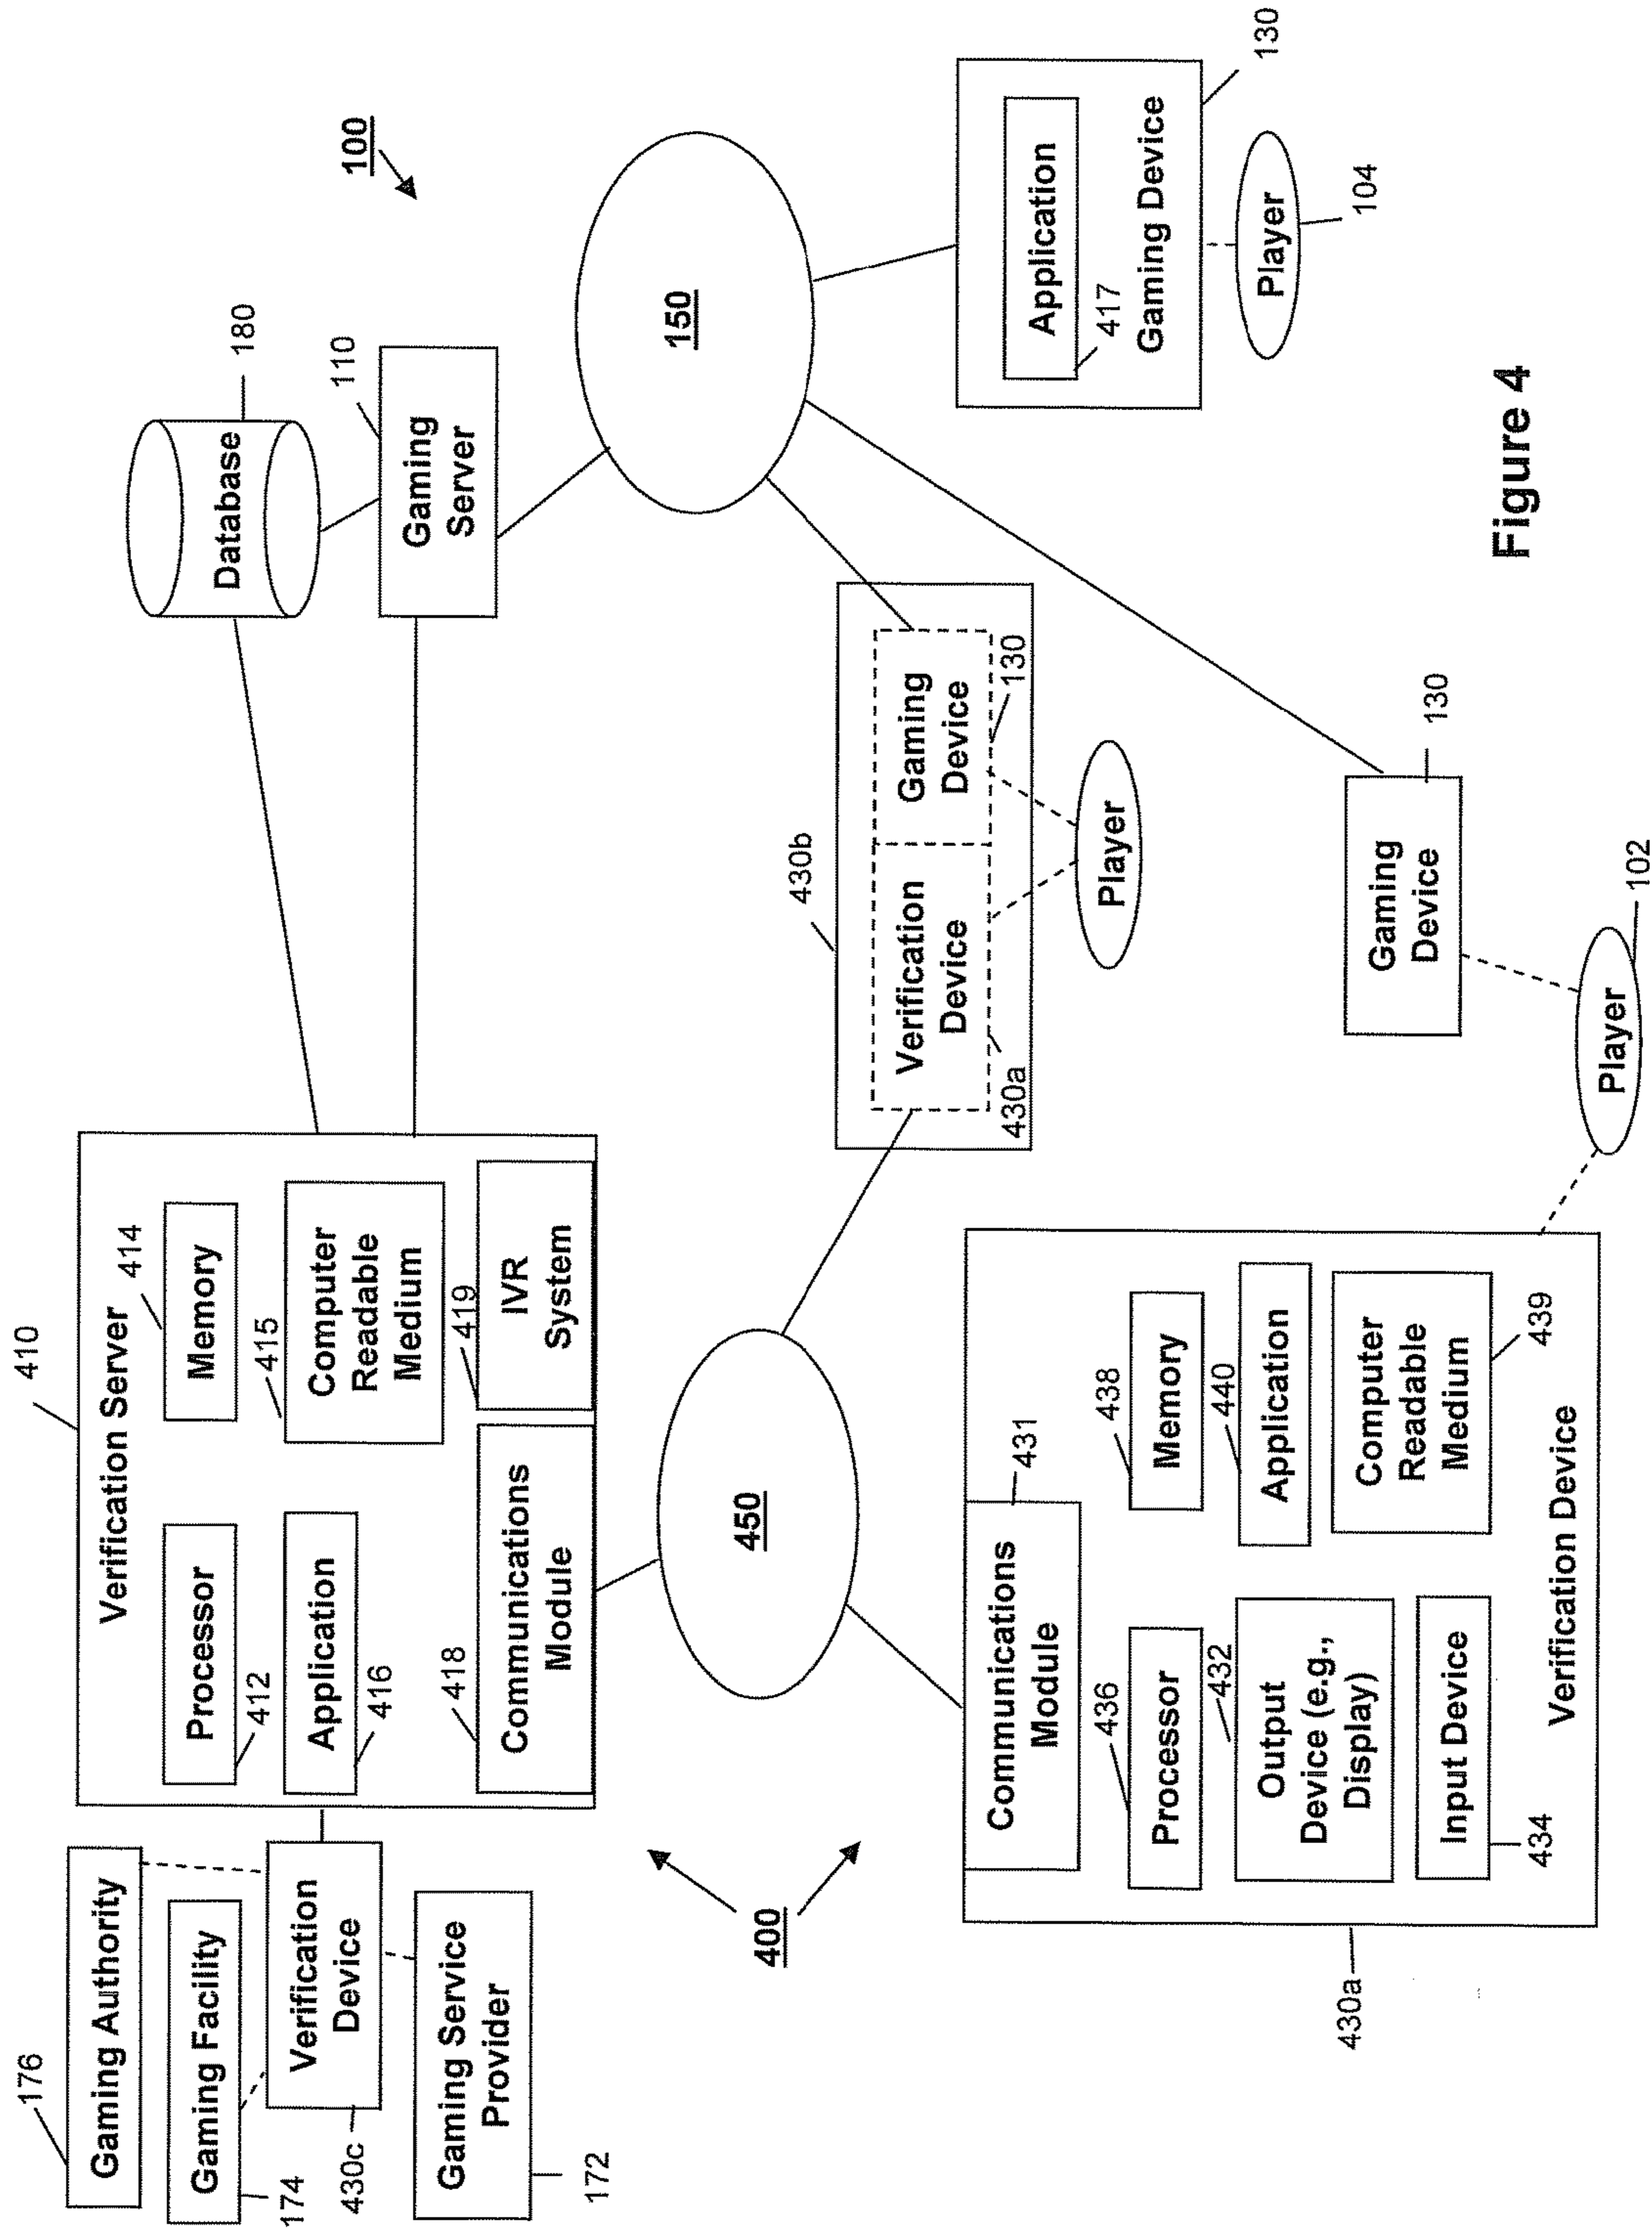 176
Gaming Authority
Gaming Facility
174
Verification
Device
430c
Gaming Service
Provider
172
410
Verification Server
Processor
412
Memory
414
Application
416
415
Computer
Readable
Medium
418
Communications
Module
419
IVR
System
Database
180
110
Gaming
Server
100
400
450
150
430b
Verification
Device
430a
Gaming
Device
130
Player
Application
417
Gaming Device
130
Player
104
Communications
Module
431
436
Processor
438
Memory
432
Output
Device (e.g.,
Display)
440
Application
Input Device
434
Computer
Readable
Medium
439
Verification Device
430a
Gaming
Device
130
Player
102
Figure 4